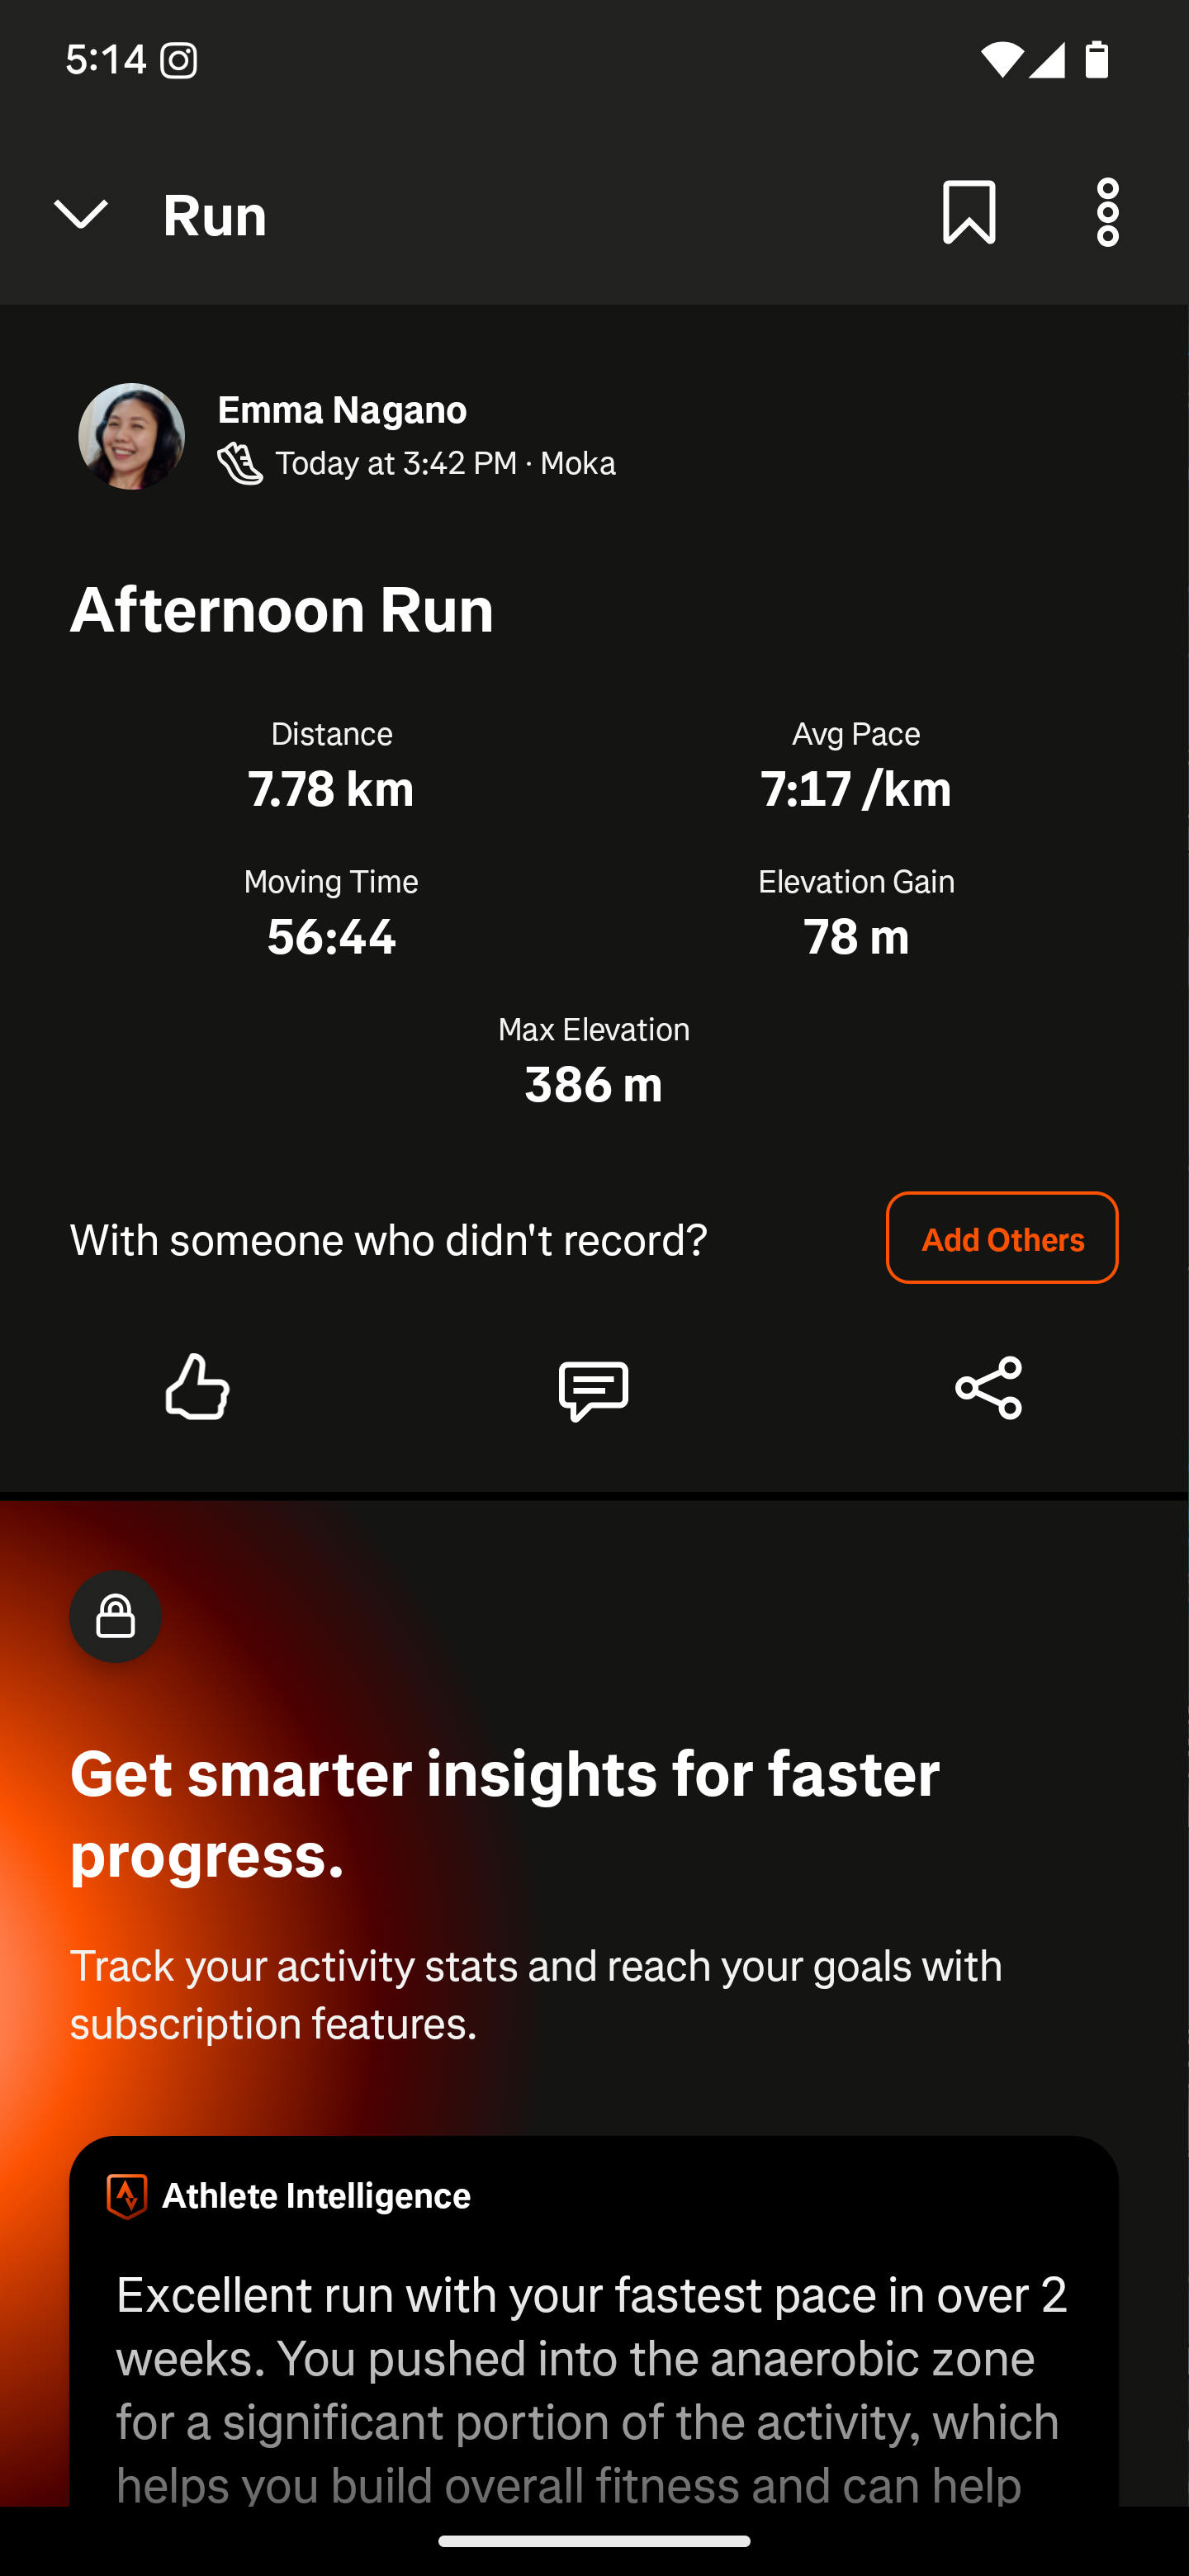 5:14
Run
Emma Nagano
Today at 3:42 PM · Moka
Afternoon Run
Distance
7.78 km
Avg Pace
7:17 /km
Moving Time
56:44
Elevation Gain
78 m
Max Elevation
386 m
With someone who didn't record?
Add Others
Get smarter insights for faster
progress.
Track your activity stats and reach your goals with
subscription features.
Athlete Intelligence
Excellent run with your fastest pace in over 2
weeks. You pushed into the anaerobic zone
for a significant portion of the activity, which
helps you build overall fitness and can help